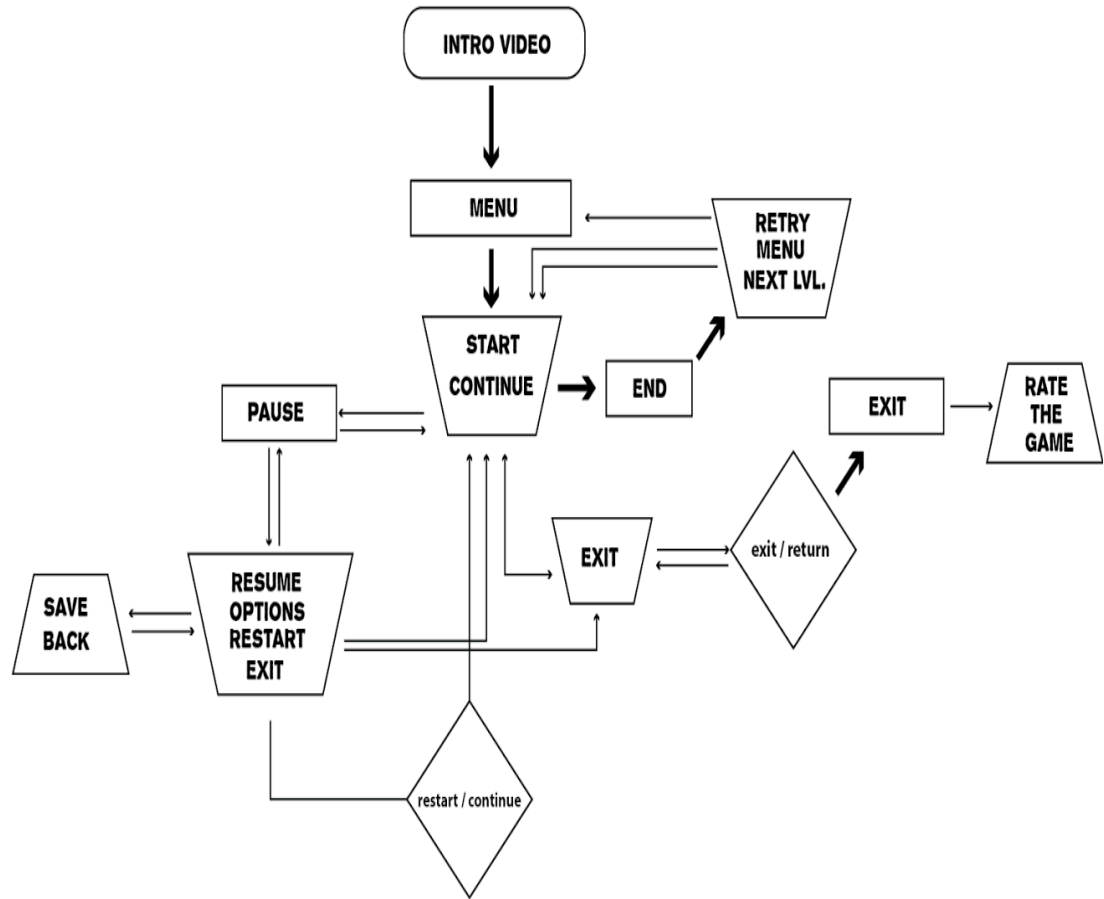 INTRO VIDEO
MENU
RETRY
MENU
NEXT LVL.
START
CONTINUE
END
PAUSE
EXIT
RATE
THE
GAME
EXIT
exit / return
RESUME
OPTIONS
RESTART
EXIT
SAVE
BACK
restart / continue